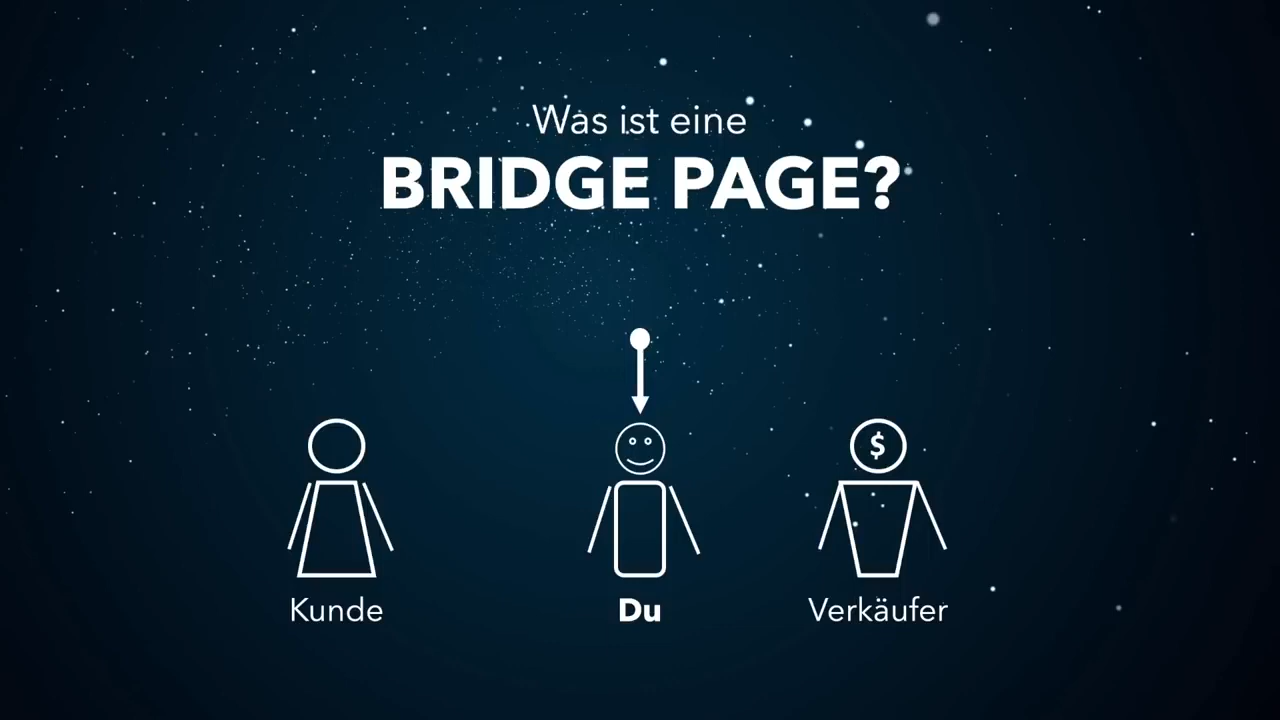 Was ist eine
BRIDGE PAGE?
$
Kunde
Du
Verkäufer